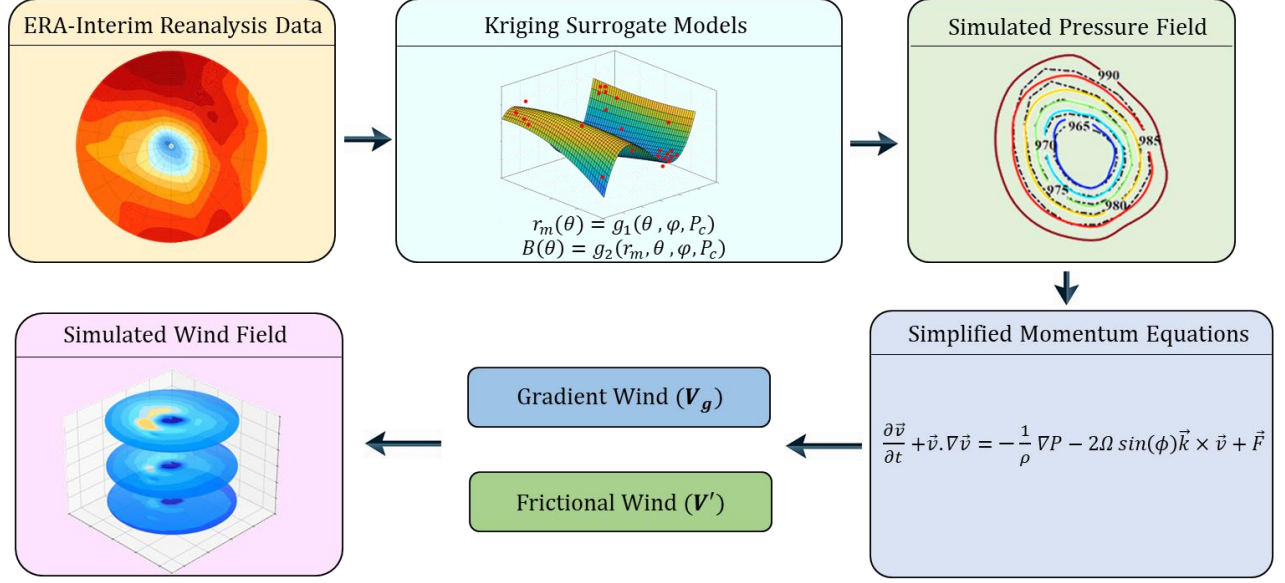 ERA-Interim Reanalysis Data
Kriging Surrogate Models
r_m(θ) = g_1(θ , φ, P_c)
B(θ) = g_2(r_m, θ , φ, P_c)
Simulated Pressure Field
990
965
985
970
975
980
Simplified Momentum Equations
∂v⃗/∂t + v⃗.∇v⃗ = −1/ρ ∇P − 2Ω sin(ϕ)k⃗ × v⃗ + F⃗
Gradient Wind (V_g)
Frictional Wind (V′)
Simulated Wind Field